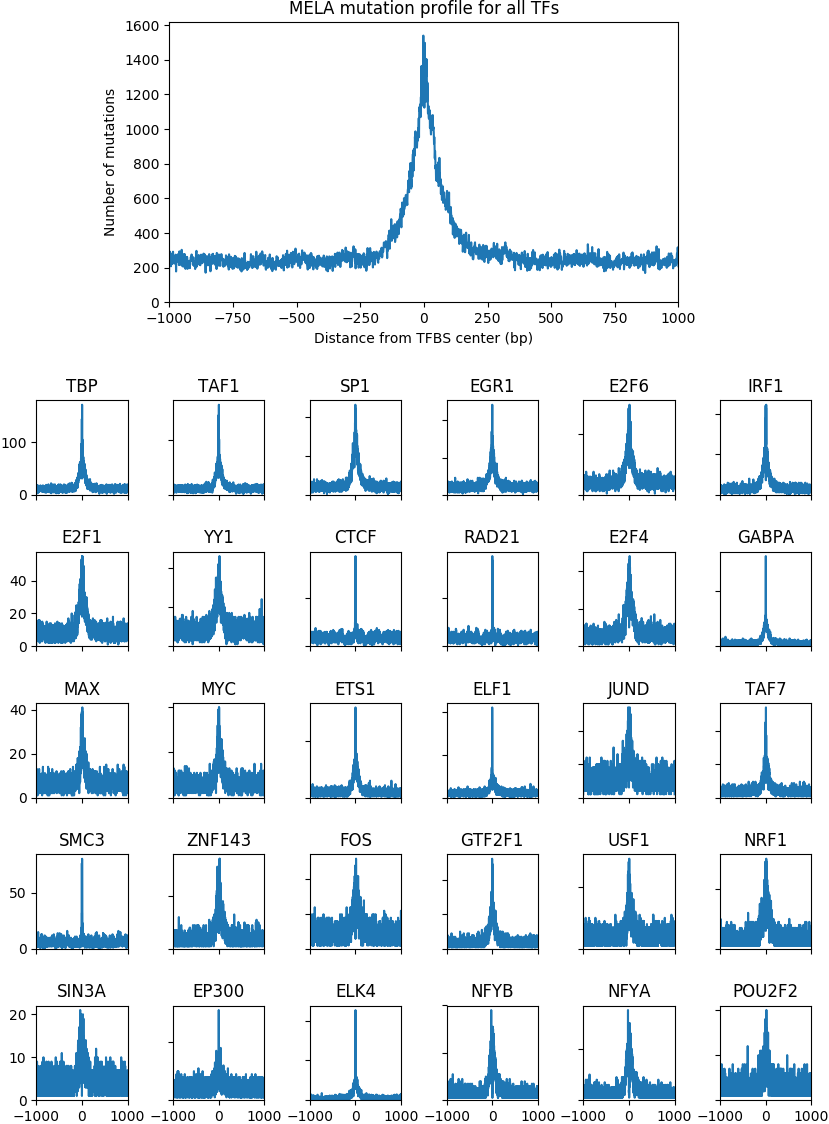 MELA mutation profile for all TFs
Number of mutations
1600
1400
1200
1000
800
600
400
200
0
−1000 −750 −500 −250 0 250 500 750 1000
Distance from TFBS center (bp)
TBP TAF1 SP1 EGR1 E2F6 IRF1
100
0
E2F1 YY1 CTCF RAD21 E2F4 GABPA
40
20
0
MAX MYC ETS1 ELF1 JUND TAF7
40
20
0
SMC3 ZNF143 FOS GTF2F1 USF1 NRF1
50
0
SIN3A EP300 ELK4 NFYB NFYA POU2F2
20
10
0
−1000 0 1000 −1000 0 1000 −1000 0 1000 −1000 0 1000 −1000 0 1000 −1000 0 1000